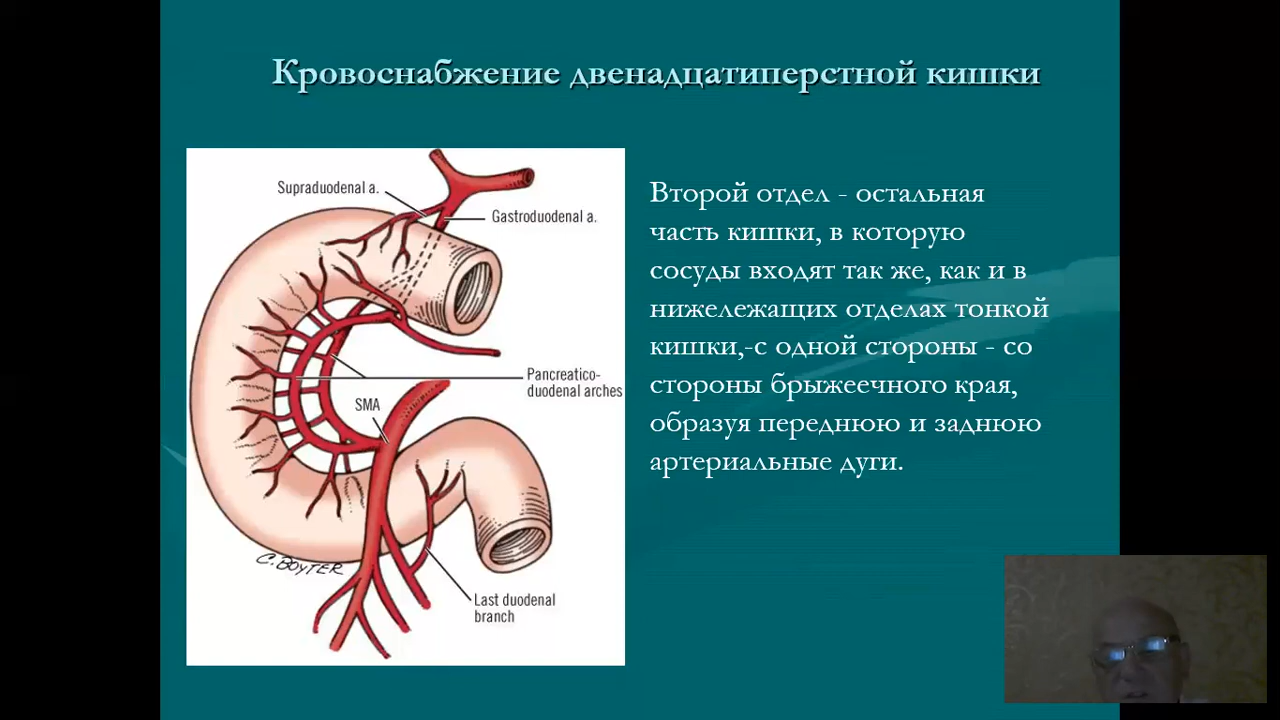 Кровоснабжение двенадцатиперстной кишки
Supraduodenal a.
Gastroduodenal a.
Pancreatico-
duodenal arches
SMA
C. BOYTER
Last duodenal
branch
Второй отдел - остальная
часть кишки, в которую
сосуды входят так же, как и в
нижележащих отделах тонкой
кишки,-с одной стороны - со
стороны брыжеечного края,
образуя переднюю и заднюю
артериальные дуги.